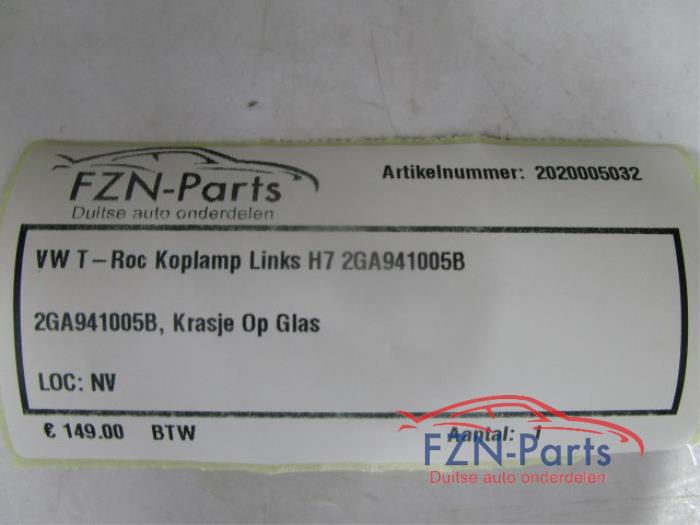 FZN-Parts
Duitse auto onderdelen
Artikelnummer: 2020005032
VW T-Roc Koplamp Links H7 2GA941005B
2GA941005B, Krasje Op Glas
LOC: NV
€ 149.00 BTW
Aantal: 1
FZN-Parts
Duitse auto onderdelen